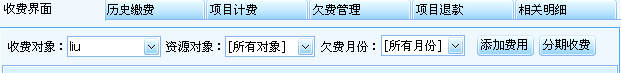 收费界面 历史缴费 项目计费 欠费管理 项目退款 相关明细
收费对象：liu 资源对象：[所有对象] 欠费月份：[所有月份] 添加费用 分期收费